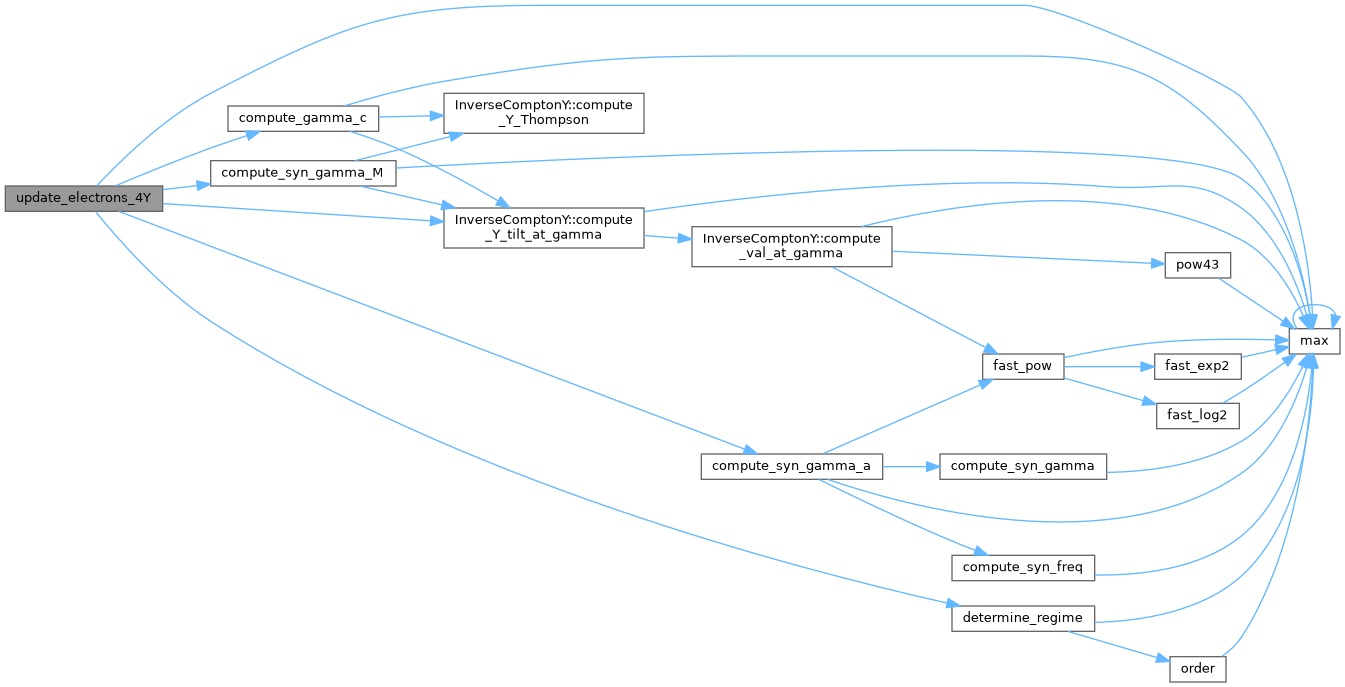 update_electrons_4Y
compute_gamma_c
compute_syn_gamma_M
InverseComptonY::compute
_Y_Thompson
InverseComptonY::compute
_Y_tilt_at_gamma
InverseComptonY::compute
_val_at_gamma
pow43
max
fast_pow
fast_exp2
fast_log2
compute_syn_gamma_a
compute_syn_gamma
compute_syn_freq
determine_regime
order